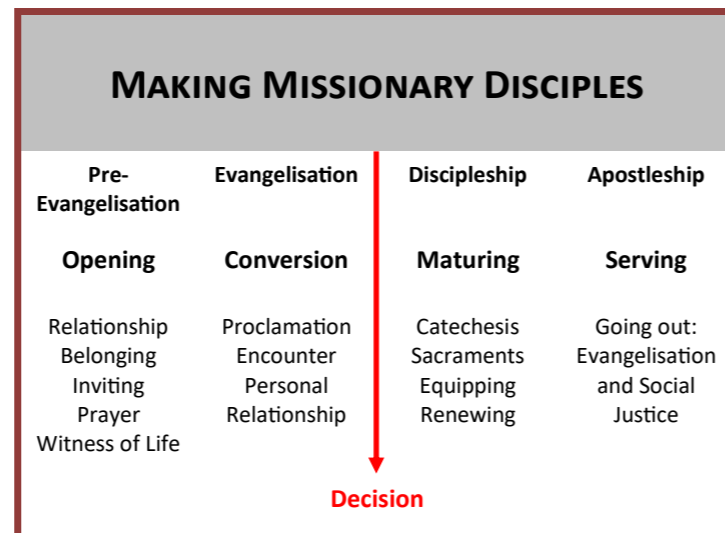 MAKING MISSIONARY DISCIPLES
Pre-
Evangelisation
Evangelisation
Discipleship
Apostleship
Opening
Conversion
Maturing
Serving
Relationship
Belonging
Inviting
Prayer
Witness of Life
Proclamation
Encounter
Personal
Relationship
Catechesis
Sacraments
Equipping
Renewing
Going out:
Evangelisation
and Social
Justice
Decision